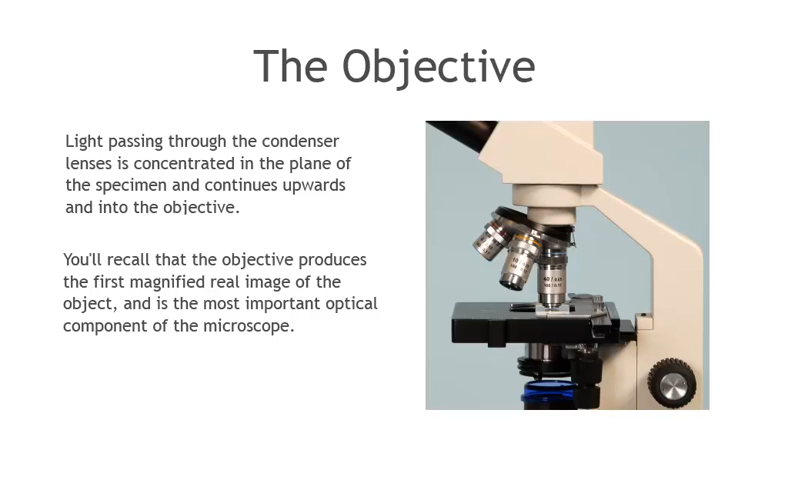 The Objective
Light passing through the condenser
lenses is concentrated in the plane of
the specimen and continues upwards
and into the objective.
You'll recall that the objective produces
the first magnified real image of the
object, and is the most important optical
component of the microscope.